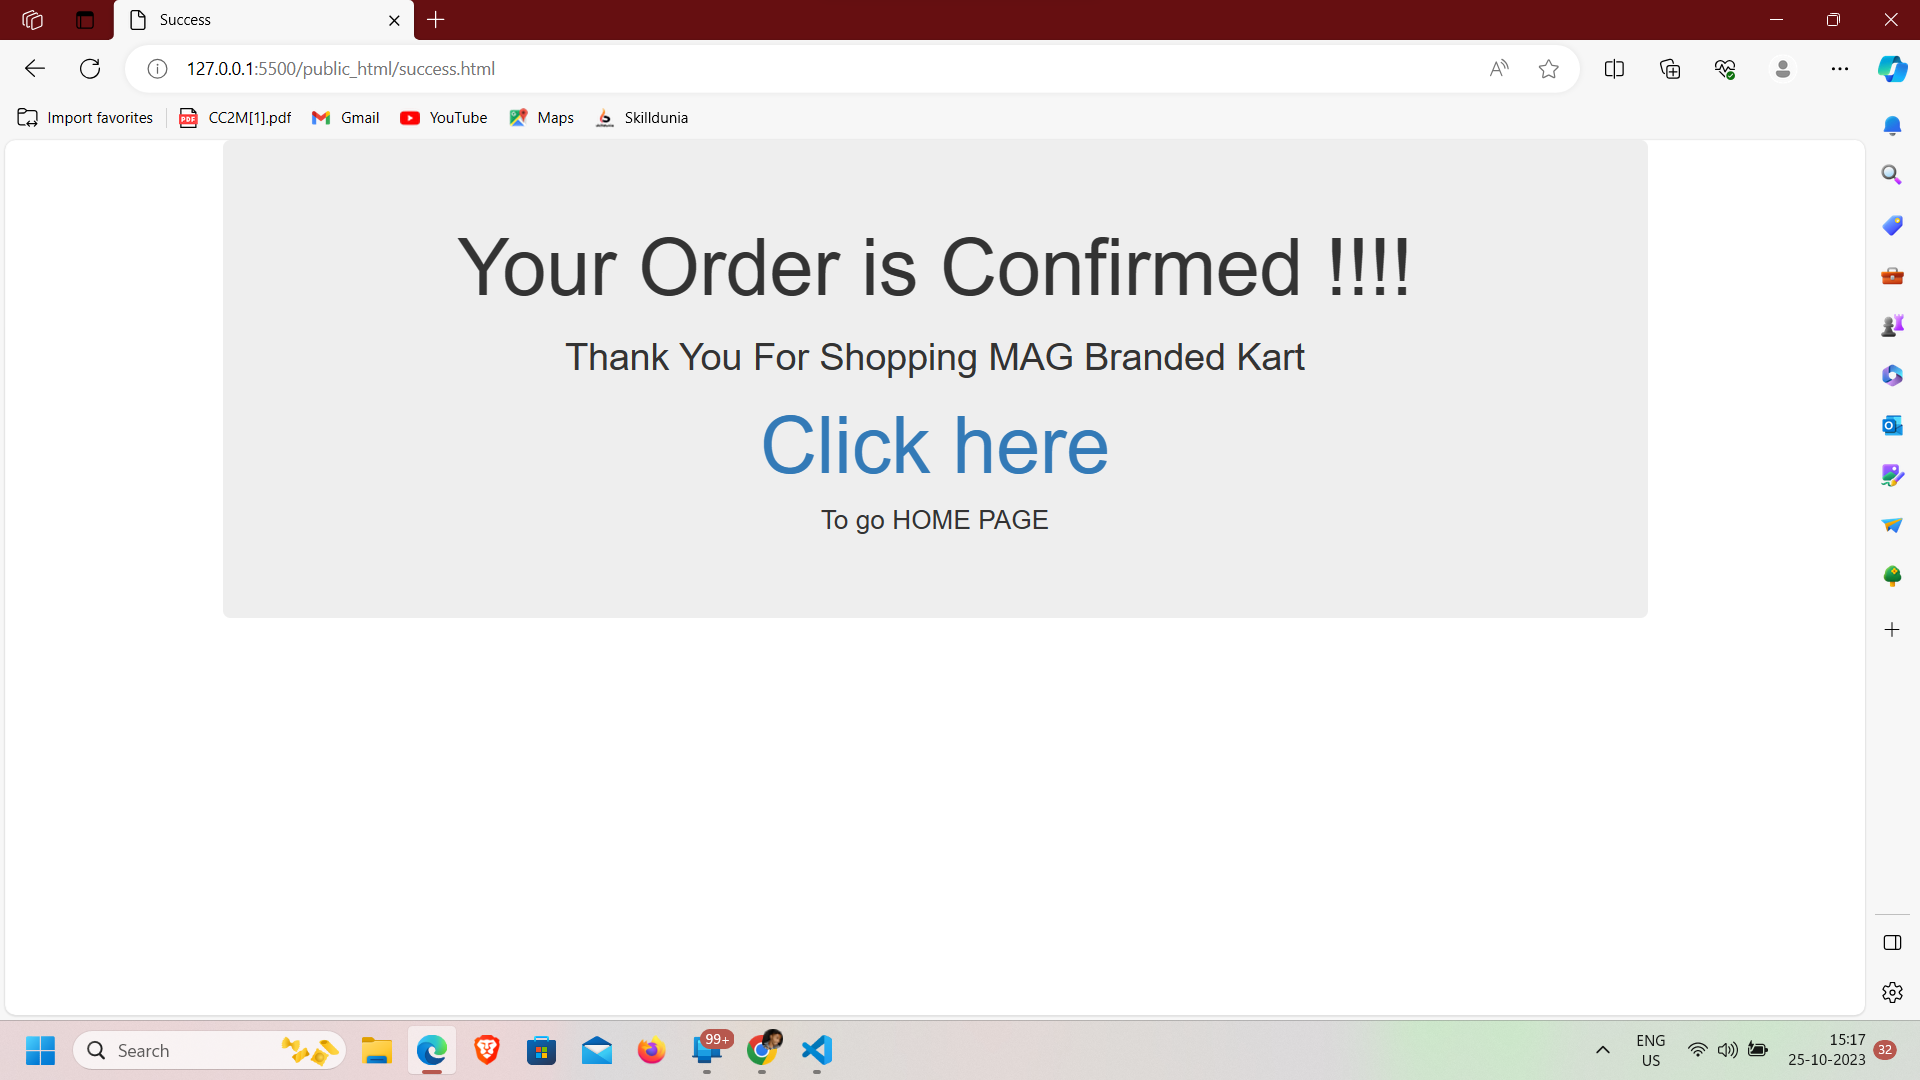 Success
127.0.0.1:5500/public_html/success.html
Import favorites
CC2M[1].pdf
Gmail
YouTube
Maps
Skilldunia
Your Order is Confirmed !!!!
Thank You For Shopping MAG Branded Kart
Click here
To go HOME PAGE
Search
99+
ENG
US
15:17
25-10-2023
32